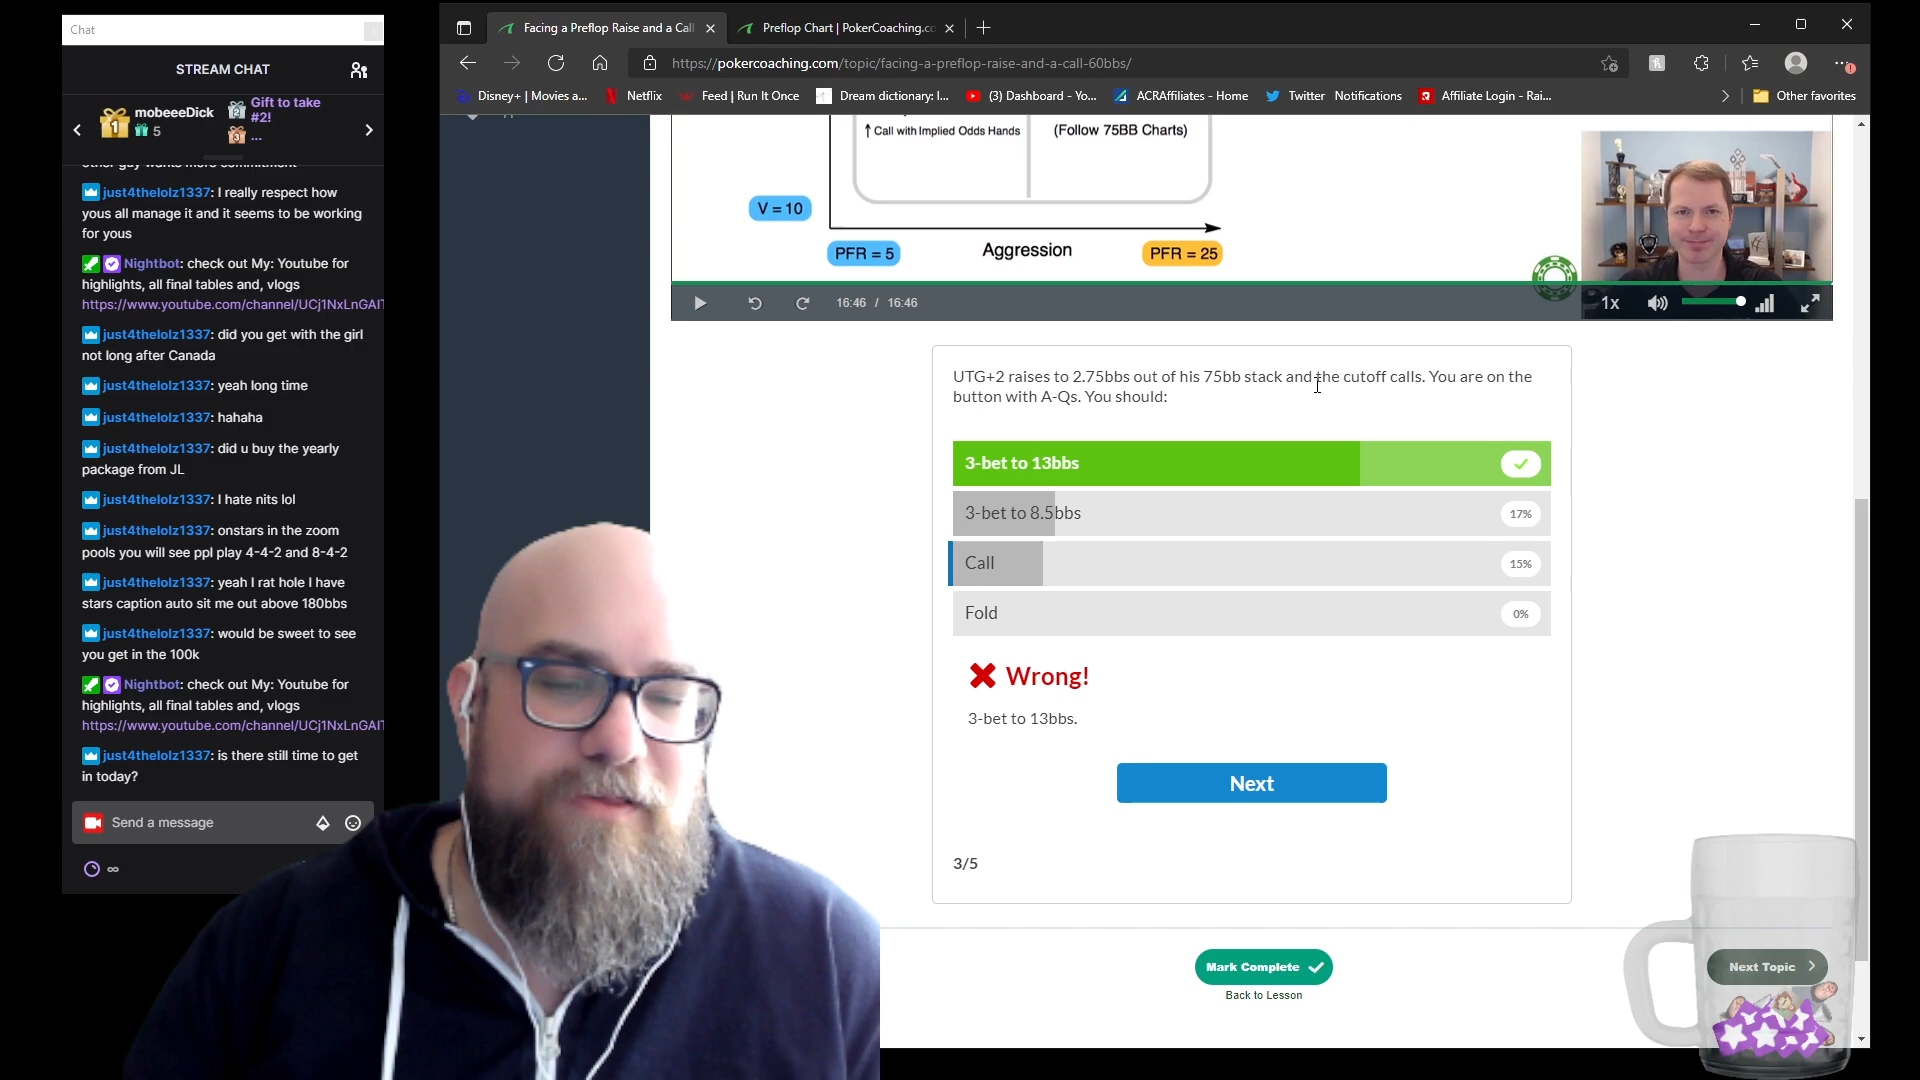 Chat
STREAM CHAT
mobeeeDick
5
Gift to take
#2!
...
just4thelolz1337: I really respect how
yous all manage it and it seems to be working
for yous
Nightbot: check out My: Youtube for
highlights, all final tables and, vlogs
https://www.youtube.com/channel/UCj1NxLnGAIT
just4thelolz1337: did you get with the girl
not long after Canada
just4thelolz1337: yeah long time
just4thelolz1337: hahaha
just4thelolz1337: did u buy the yearly
package from JL
just4thelolz1337: I hate nits lol
just4thelolz1337: onstars in the zoom
pools you will see ppl play 4-4-2 and 8-4-2
just4thelolz1337: yeah I rat hole I have
stars caption auto sit me out above 180bbs
just4thelolz1337: would be sweet to see
you get in the 100k
Nightbot: check out My: Youtube for
highlights, all final tables and, vlogs
https://www.youtube.com/channel/UCj1NxLnGAIT
just4thelolz1337: is there still time to get
in today?
Send a message
∞
Facing a Preflop Raise and a Call
Preflop Chart | PokerCoaching.co
https://pokercoaching.com/topic/facing-a-preflop-raise-and-a-call-60bbs/
Disney+ | Movies a...
Netflix
Feed | Run It Once
Dream dictionary: I...
(3) Dashboard - Yo...
ACRAffiliates - Home
Twitter
Notifications
Affiliate Login - Rai...
Other favorites
↑ Call with Implied Odds Hands
(Follow 75BB Charts)
V = 10
PFR = 5
Aggression
PFR = 25
16:46 / 16:46
1x
UTG+2 raises to 2.75bbs out of his 75bb stack and the cutoff calls. You are on the
button with A-Qs. You should:
3-bet to 13bbs
3-bet to 8.5bbs
17%
Call
15%
Fold
0%
Wrong!
3-bet to 13bbs.
Next
3/5
Mark Complete
Back to Lesson
Next Topic